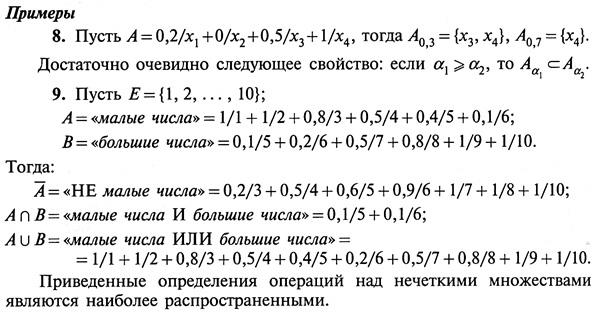 Примеры
8. Пусть A = 0,2/x₁ + 0/x₂ + 0,5/x₃ + 1/x₄, тогда A₀,₃ = {x₃, x₄}, A₀,₇ = {x₄}.
Достаточно очевидно следующее свойство: если α₁ ⩾ α₂, то A_α₁ ⊂ A_α₂.
9. Пусть E = {1, 2, ..., 10};
A = «малые числа» = 1/1 + 1/2 + 0,8/3 + 0,5/4 + 0,4/5 + 0,1/6;
B = «большие числа» = 0,1/5 + 0,2/6 + 0,5/7 + 0,8/8 + 1/9 + 1/10.
Тогда:
A̅ = «НЕ малые числа» = 0,2/3 + 0,5/4 + 0,6/5 + 0,9/6 + 1/7 + 1/8 + 1/10;
A ∩ B = «малые числа И большие числа» = 0,1/5 + 0,1/6;
A ∪ B = «малые числа ИЛИ большие числа» =
= 1/1 + 1/2 + 0,8/3 + 0,5/4 + 0,4/5 + 0,2/6 + 0,5/7 + 0,8/8 + 1/9 + 1/10.
Приведенные определения операций над нечеткими множествами
являются наиболее распространенными.